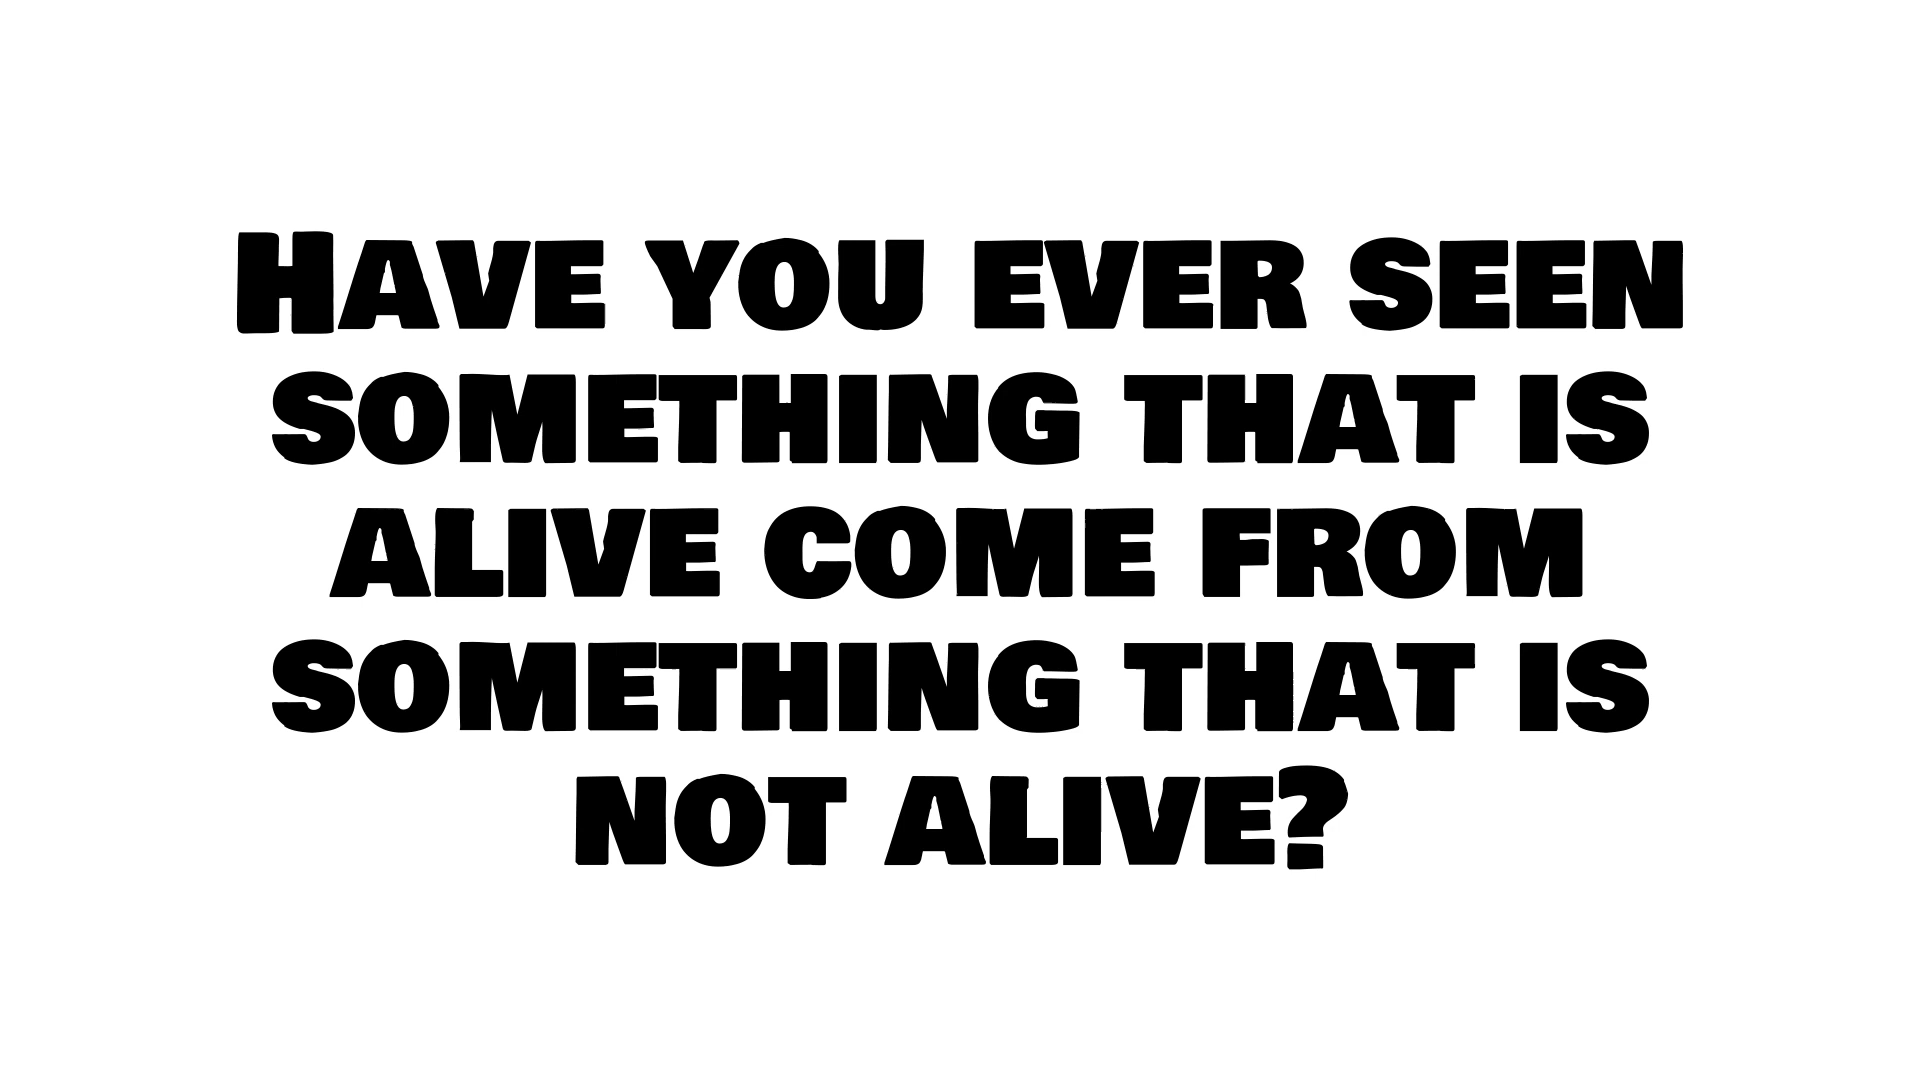 Have you ever seen
something that is
alive come from
something that is
not alive?